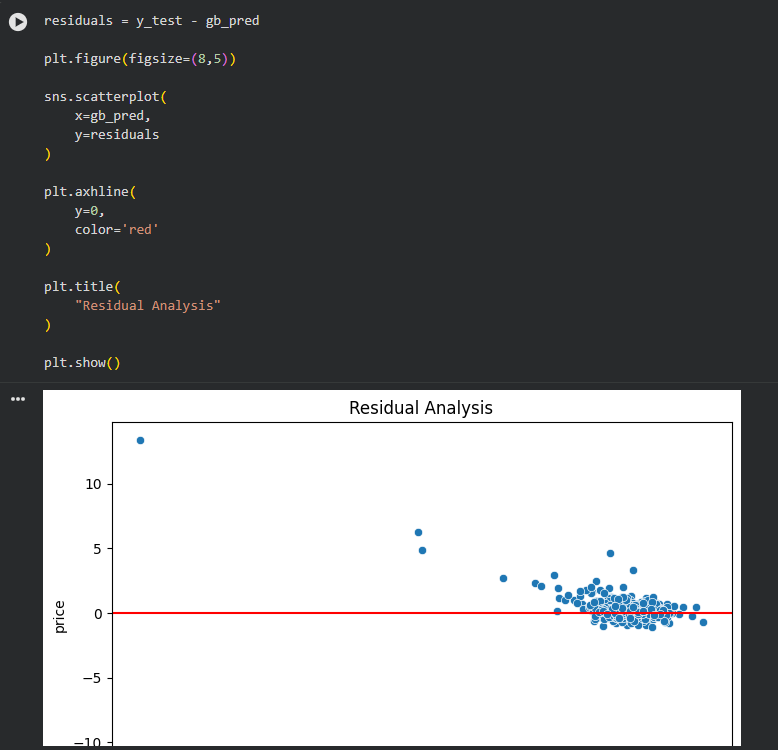 residuals = y_test - gb_pred
plt.figure(figsize=(8,5))
sns.scatterplot(
x=gb_pred,
y=residuals
)
plt.axhline(
y=0,
color='red'
)
plt.title(
"Residual Analysis"
)
plt.show()
Residual Analysis
10
5
0
price
−5
−10